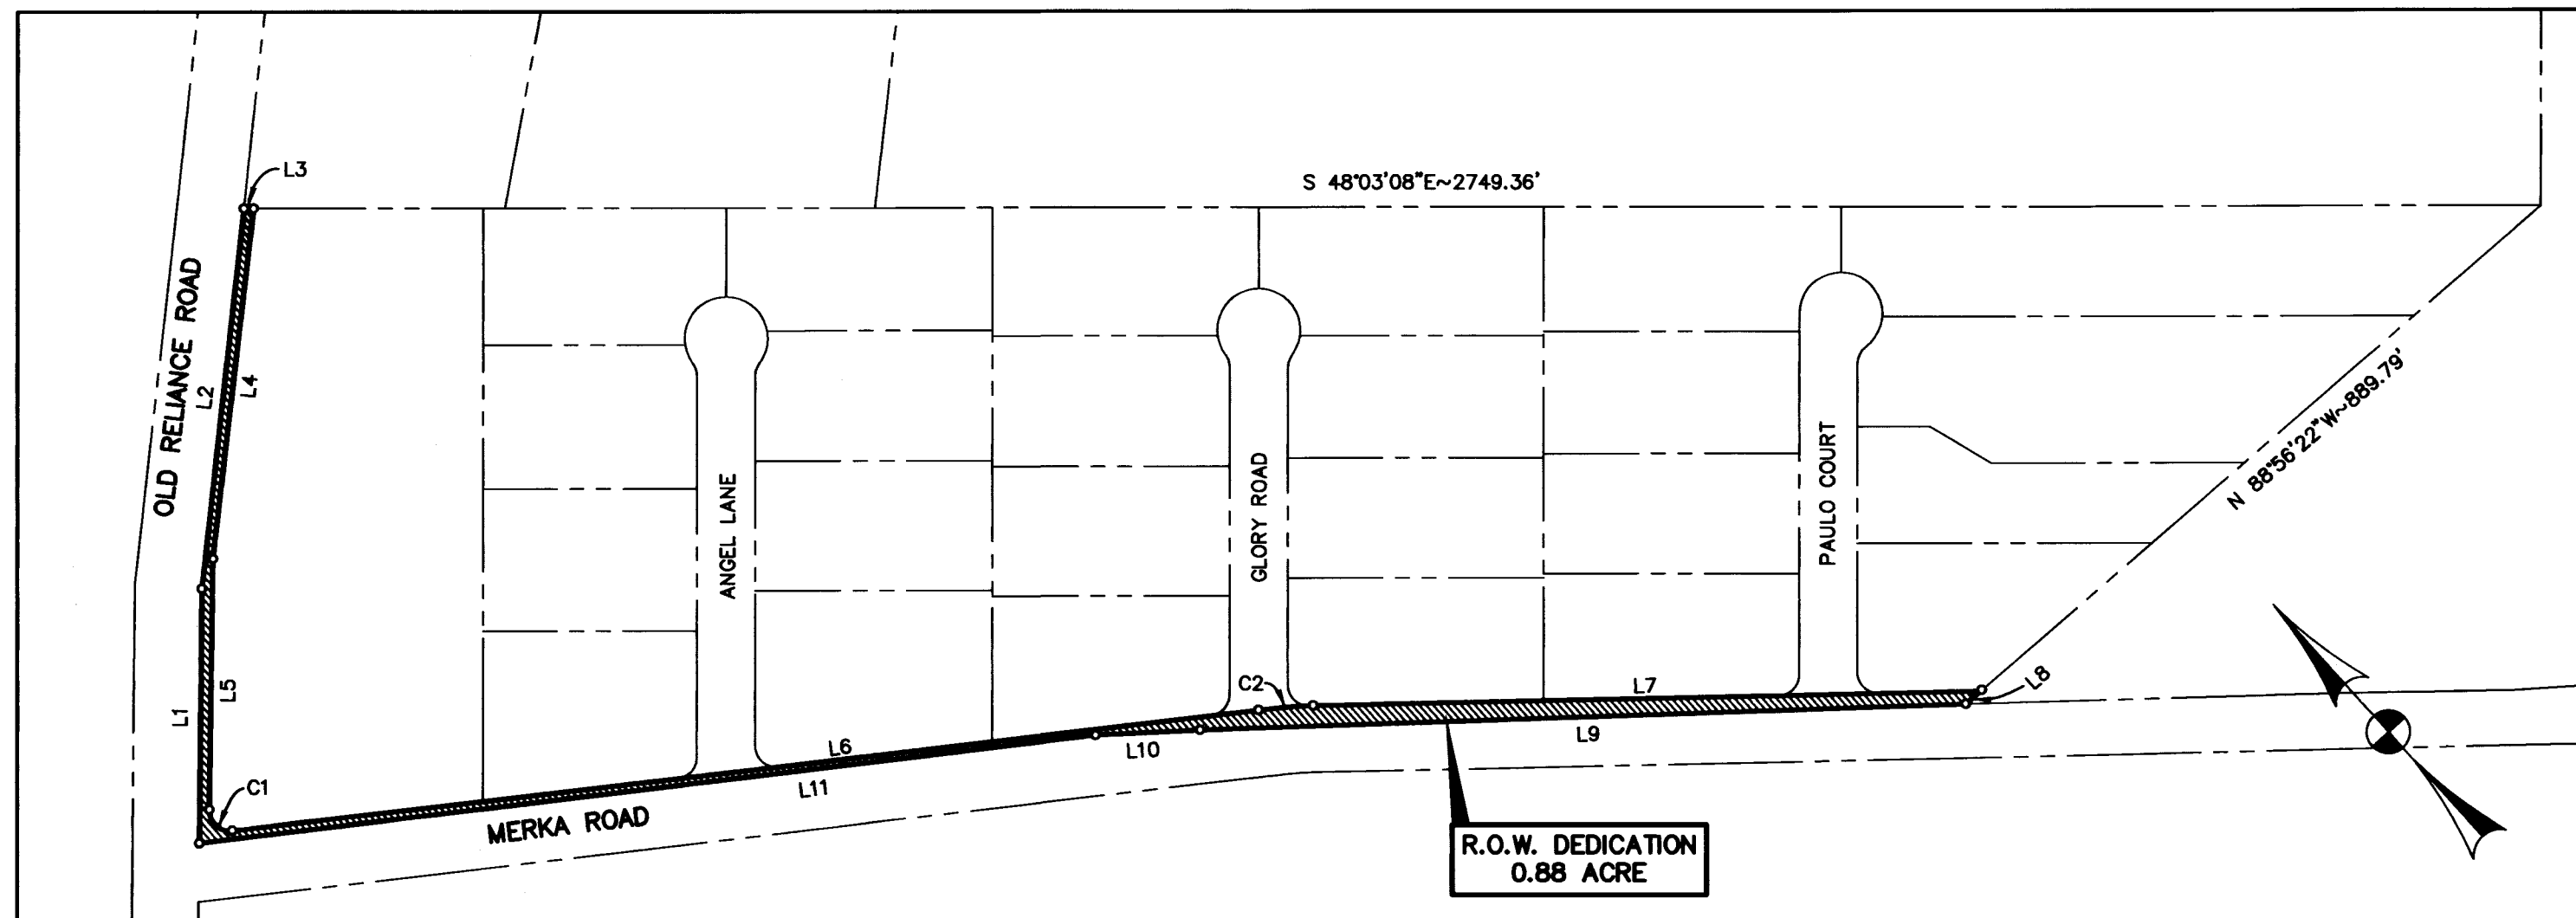 L3
S 48°03'08"E~2749.36'
OLD RELIANCE ROAD
L2
L4
N 88°56'22"W~889.79'
ANGEL LANE
GLORY ROAD
PAULO COURT
L1
L5
C2
L7
L8
L6
L10
L9
L11
C1
MERKA ROAD
R.O.W. DEDICATION
0.88 ACRE